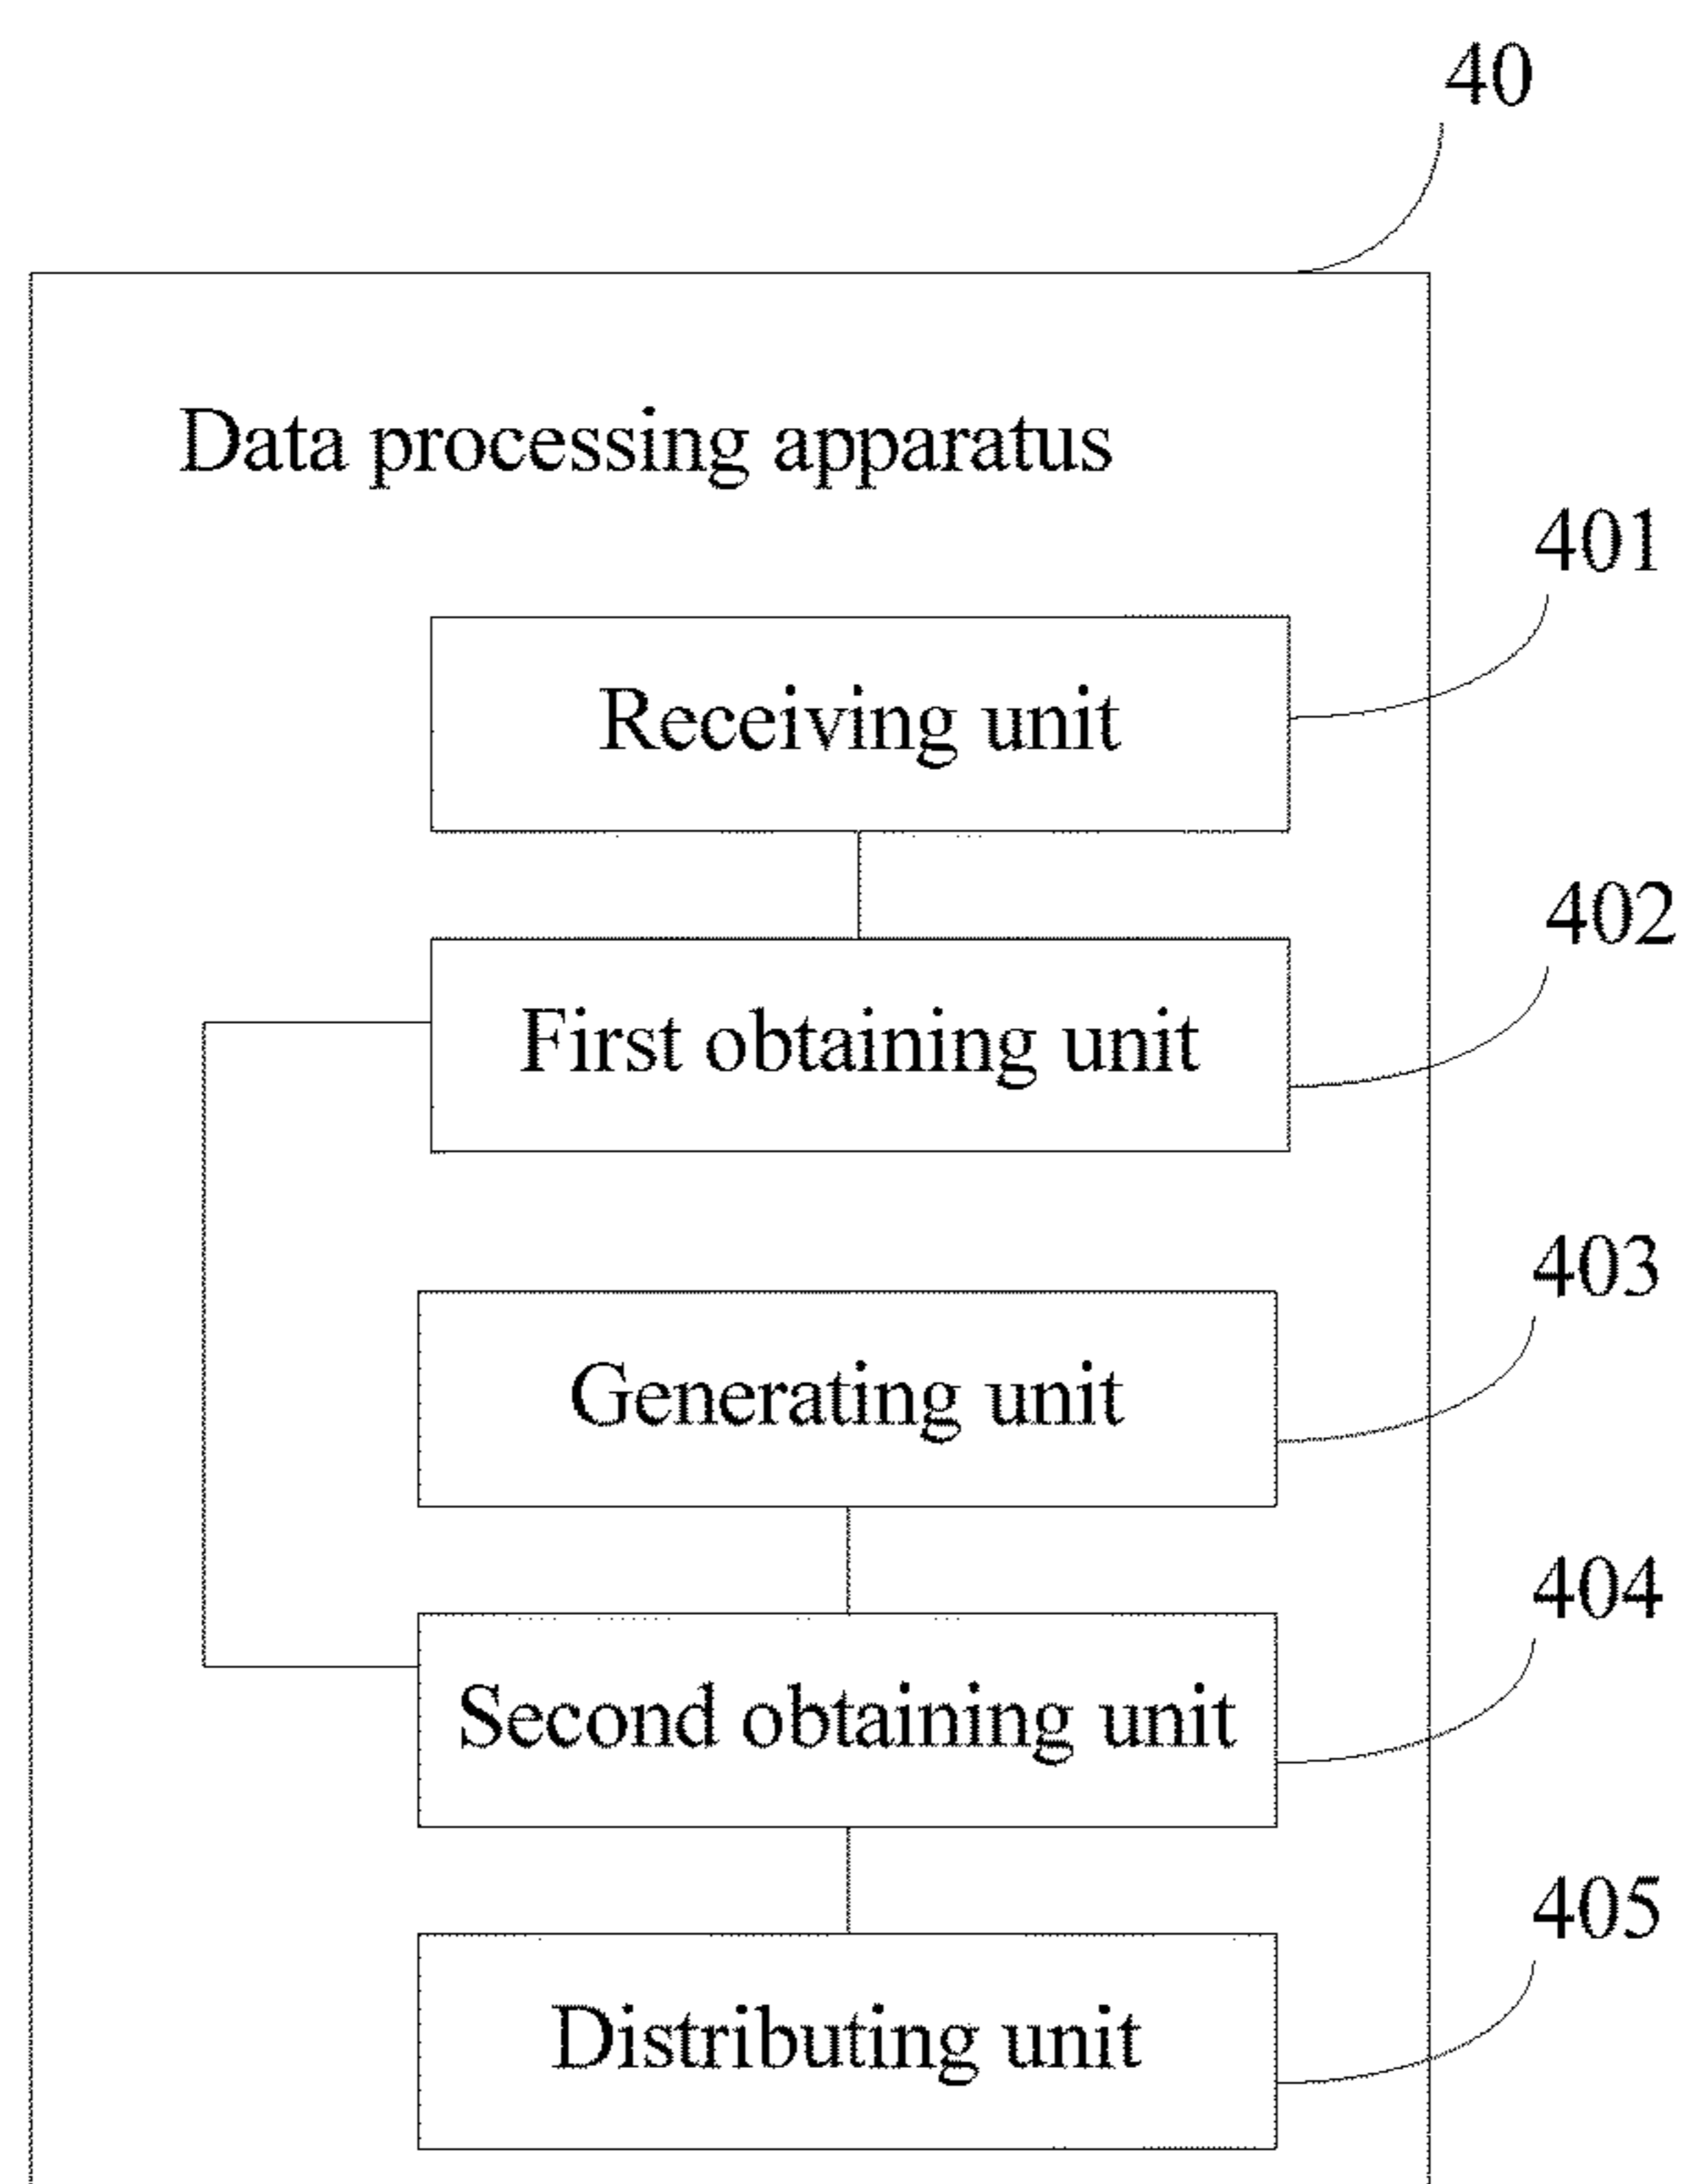 40
Data processing apparatus
401
Receiving unit
402
First obtaining unit
403
Generating unit
404
Second obtaining unit
405
Distributing unit